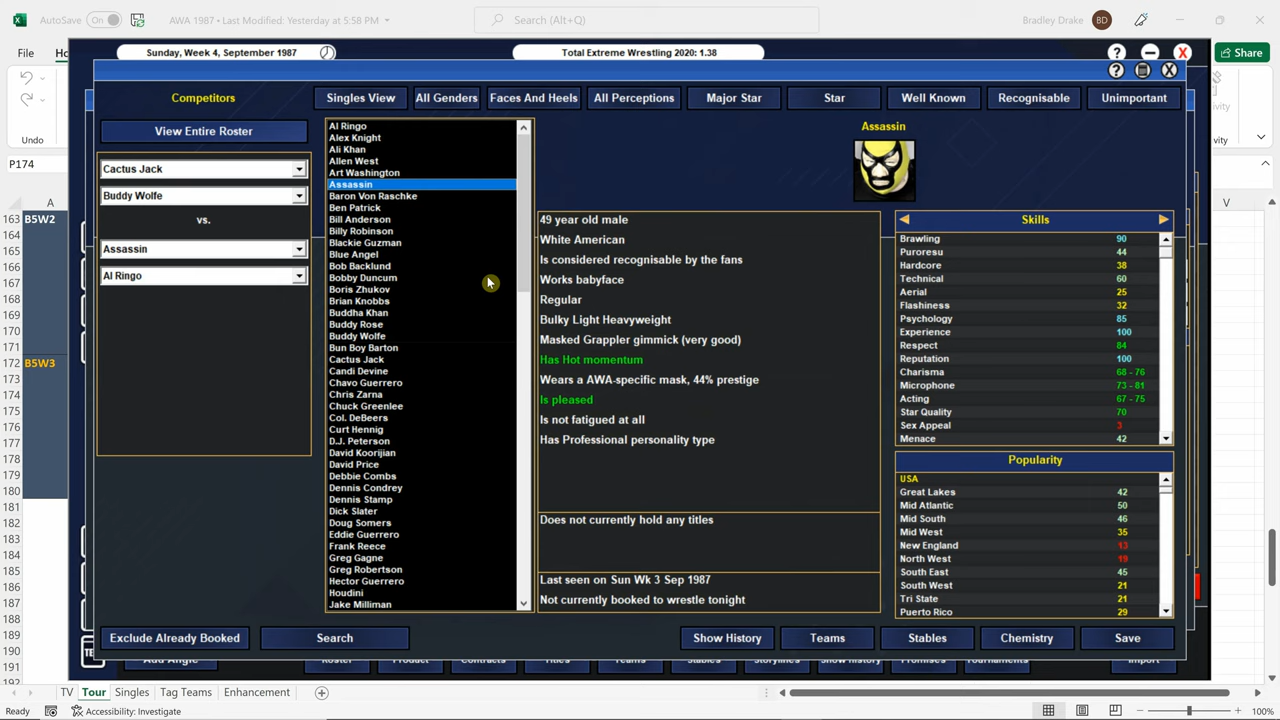 AutoSave Off AWA 1987 • Last Modified: Yesterday at 5:58 PM Search (Alt+Q) Bradley Drake BD
File Ho Sunday, Week 4, September 1987 Total Extreme Wrestling 2020: 1.38 ? X Share
? X
Competitors Singles View All Genders Faces And Heels All Perceptions Major Star Star Well Known Recognisable Unimportant
Undo
P174
View Entire Roster
Cactus Jack
Buddy Wolfe
vs.
Assassin
Al Ringo
Al Ringo
Alex Knight
Ali Khan
Allen West
Art Washington
Assassin
Baron Von Raschke
Ben Patrick
Bill Anderson
Billy Robinson
Blackie Guzman
Blue Angel
Bob Backlund
Bobby Duncum
Boris Zhukov
Brian Knobbs
Buddha Khan
Buddy Rose
Buddy Wolfe
Bun Boy Barton
Cactus Jack
Candi Devine
Chavo Guerrero
Chris Zarna
Chuck Greenlee
Col. DeBeers
Curt Hennig
D.J. Peterson
David Koorijian
David Price
Debbie Combs
Dennis Condrey
Dennis Stamp
Dick Slater
Doug Somers
Eddie Guerrero
Frank Reece
Greg Gagne
Greg Robertson
Hector Guerrero
Houdini
Jake Milliman
Assassin
49 year old male
White American
Is considered recognisable by the fans
Works babyface
Regular
Bulky Light Heavyweight
Masked Grappler gimmick (very good)
Has Hot momentum
Wears a AWA-specific mask, 44% prestige
Is pleased
Is not fatigued at all
Has Professional personality type
Does not currently hold any titles
Last seen on Sun Wk 3 Sep 1987
Not currently booked to wrestle tonight
Skills
Brawling 90
Puroresu 44
Hardcore 38
Technical 60
Aerial 25
Flashiness 32
Psychology 85
Experience 100
Respect 84
Reputation 100
Charisma 68 - 76
Microphone 73 - 81
Acting 67 - 75
Star Quality 70
Sex Appeal 3
Menace 42
Popularity
USA
Great Lakes 42
Mid Atlantic 50
Mid South 46
Mid West 35
New England 13
North West 19
South East 45
South West 21
Tri State 21
Puerto Rico 29
Exclude Already Booked Search Show History Teams Stables Chemistry Save
Add Angle Roster Product Contracts Titles Teams Stables Storylines Show History Promises Tournaments Import
A V
163 B5W2
164
165
166
167
168
169
170
171
172 B5W3
173
174
175
176
177
178
179
180
181
182
183
184
185
186
187
188
189
190
191
192
TV Tour Singles Tag Teams Enhancement
Ready Accessibility: Investigate 100%